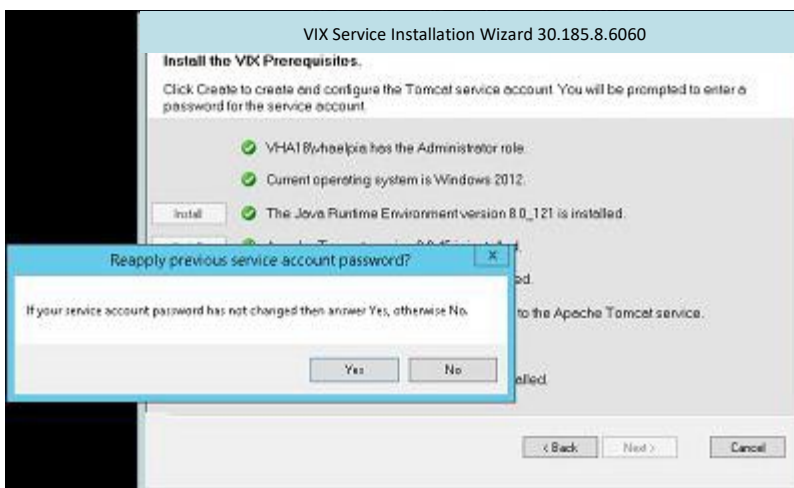 VIX Service Installation Wizard 30.185.8.6060
Install the VIX Prerequisites.
Click Create to create and configure the Tomcat service account. You will be prompted to enter a
password for the service account.
has the Administrator role.
Current operating system is Windows 2012.
Install
The Java Runtime Environment version 8.0_121 is installed.
Reapply previous service account password?
X
If your service account password has not changed then answer Yes, otherwise No.
to the Apache Tomcat service.
Yes
No
< Back
Next >
Cancel